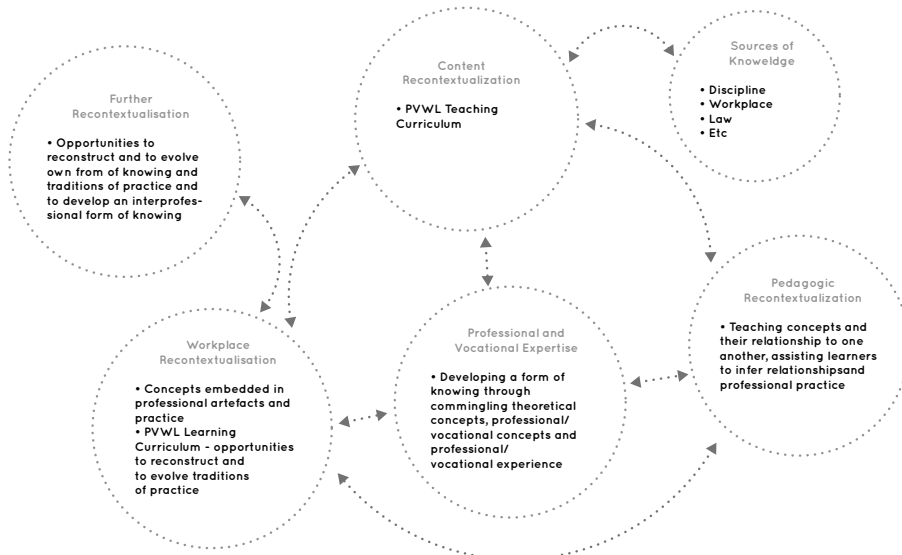 Further
Recontextualisation
• Opportunities to
reconstruct and to evolve
own from of knowing and
traditions of practice and
to develop an interprofes-
sional form of knowing
Content
Recontextualization
• PVWL Teaching
Curriculum
Sources of
Knoweldge
• Discipline
• Workplace
• Law
• Etc
Workplace
Recontextualisation
• Concepts embedded in
professional artefacts and
practice
• PVWL Learning
Curriculum - opportunities
to reconstruct and
to evolve traditions
of practice
Professional and
Vocational Expertise
• Developing a form of
knowing through
commingling theoretical
concepts, professional/
vocational concepts and
professional/
vocational experience
Pedagogic
Recontextualization
• Teaching concepts and
their relationship to one
another, assisting learners
to infer relationshipsand
professional practice